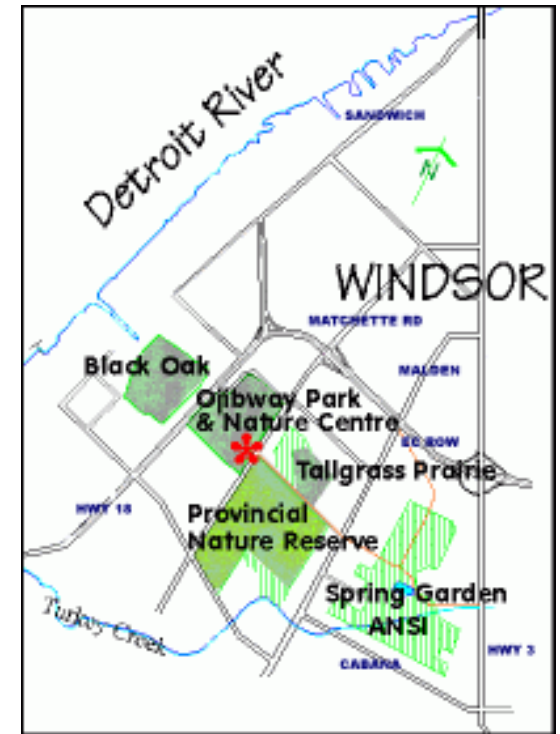 Detroit River
SANDWICH
N
WINDSOR
MATCHETTE RD
Black Oak
MALDEN
Ojibway Park
& Nature Centre
EC ROW
Tallgrass Prairie
HWY 18
Provincial
Nature Reserve
Spring Garden
ANSI
Turkey Creek
CABANA
HWY 3